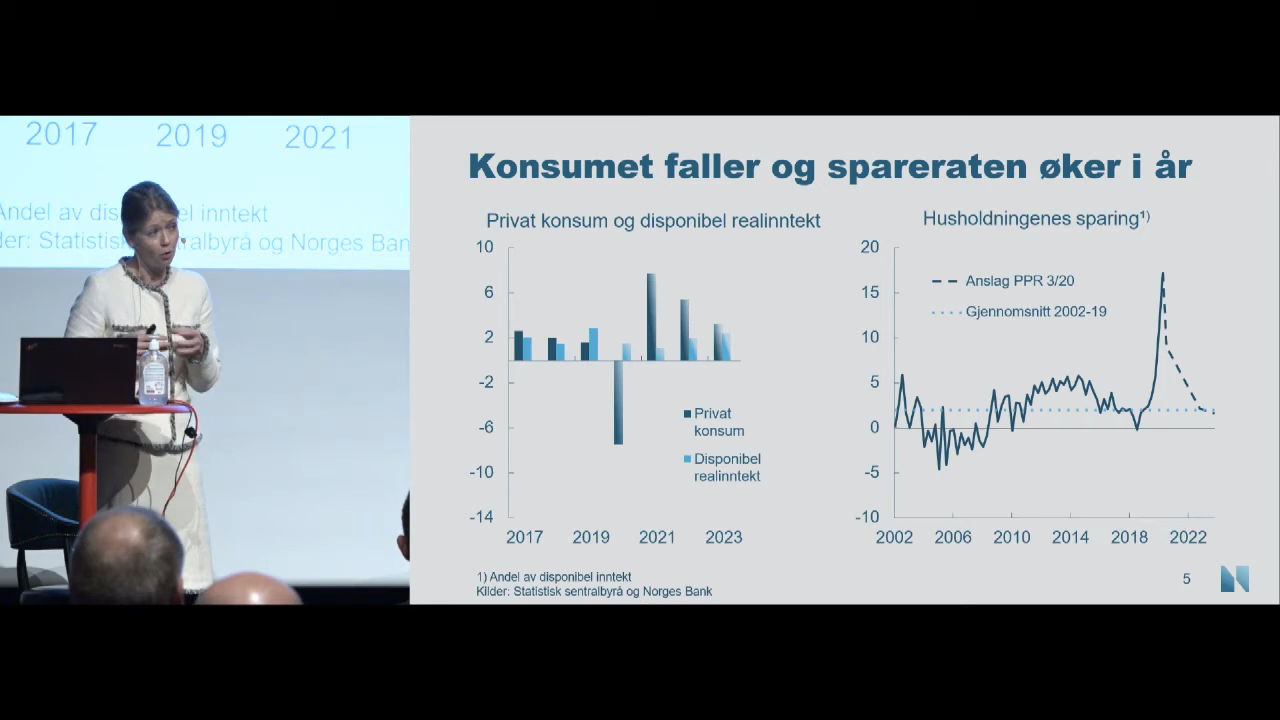 2017 2019 2021
Andel av dis el inntekt
der: Statistisk albyrå og Norges Ban
Konsumet faller og spareraten øker i år
Privat konsum og disponibel realinntekt
10
6
2
-2
-6
-10
-14
Privat
konsum
Disponibel
realinntekt
2017 2019 2021 2023
Husholdningenes sparing¹⁾
20
15
10
5
0
-5
-10
Anslag PPR 3/20
Gjennomsnitt 2002-19
2002 2006 2010 2014 2018 2022
1) Andel av disponibel inntekt
Kilder: Statistisk sentralbyrå og Norges Bank
5